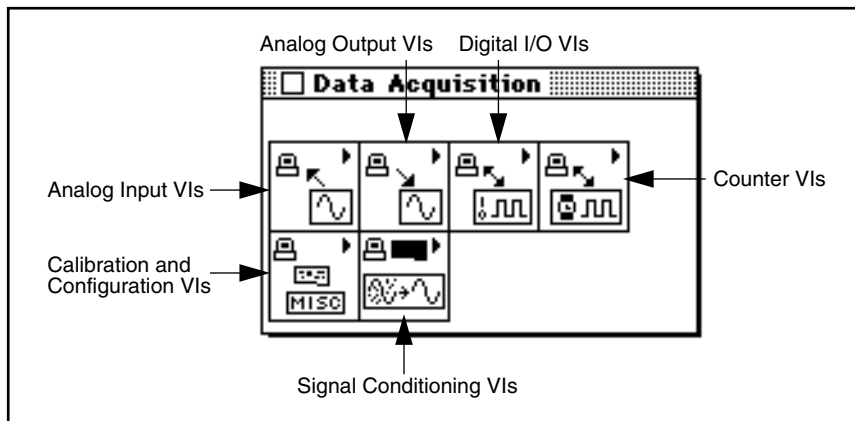 Analog Output VIs
Digital I/O VIs
Data Acquisition
Analog Input VIs
Counter VIs
Calibration and
Configuration VIs
MISC
Signal Conditioning VIs